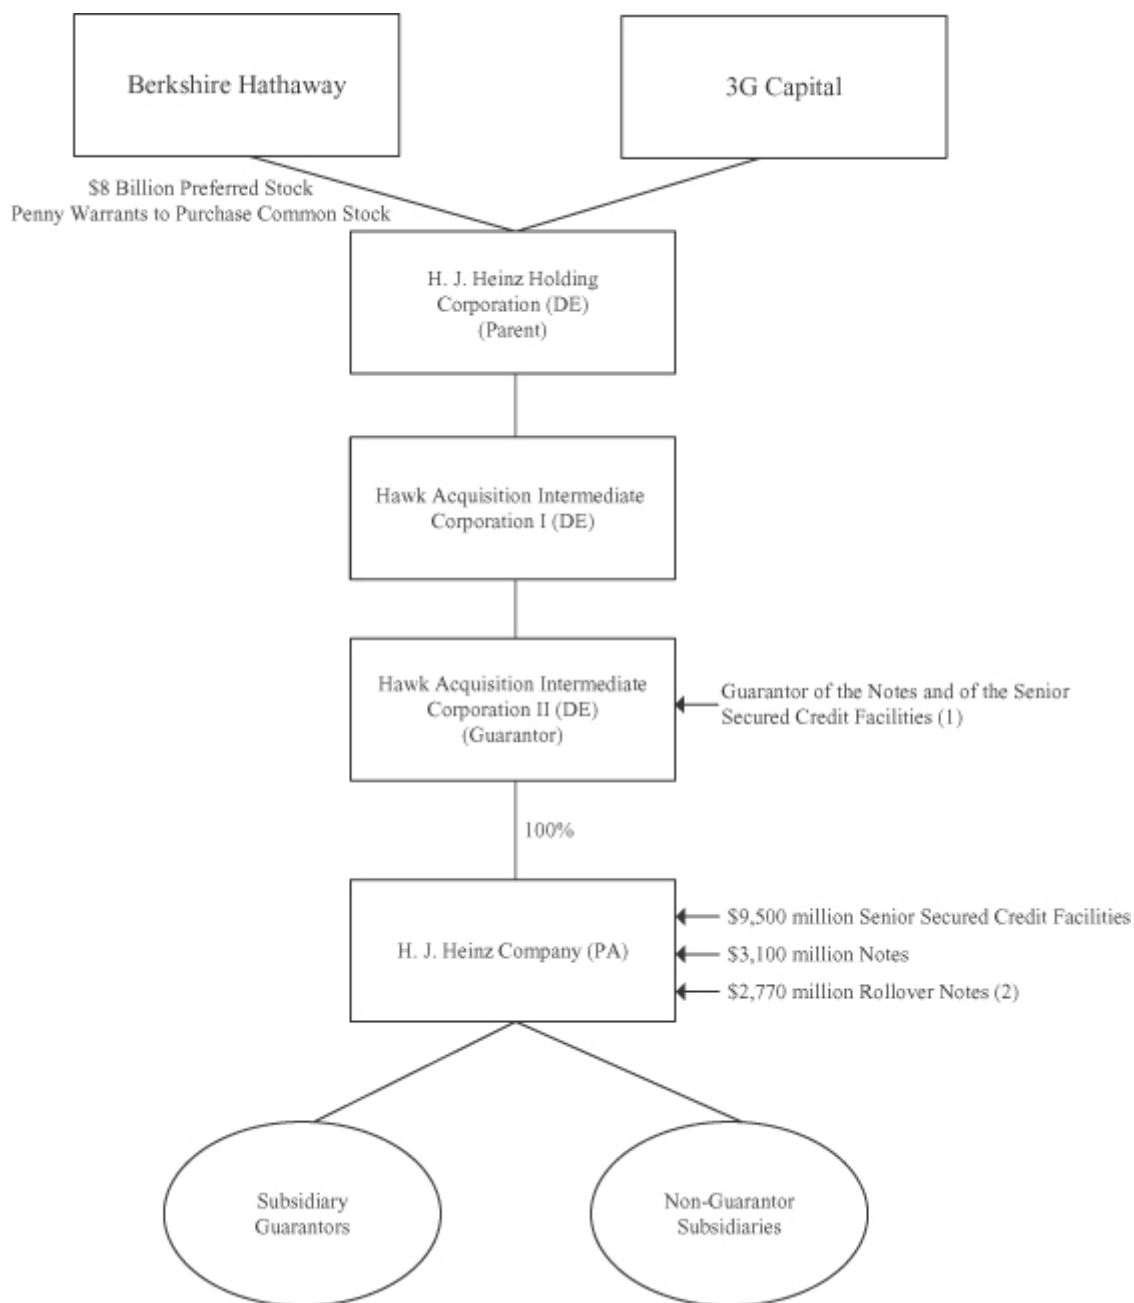 Berkshire Hathaway
3G Capital
$8 Billion Preferred Stock
Penny Warrants to Purchase Common Stock
H. J. Heinz Holding
Corporation (DE)
(Parent)
Hawk Acquisition Intermediate
Corporation I (DE)
Hawk Acquisition Intermediate
Corporation II (DE)
(Guarantor)
Guarantor of the Notes and of the Senior
Secured Credit Facilities (1)
100%
H. J. Heinz Company (PA)
$9,500 million Senior Secured Credit Facilities
$3,100 million Notes
$2,770 million Rollover Notes (2)
Subsidiary
Guarantors
Non-Guarantor
Subsidiaries